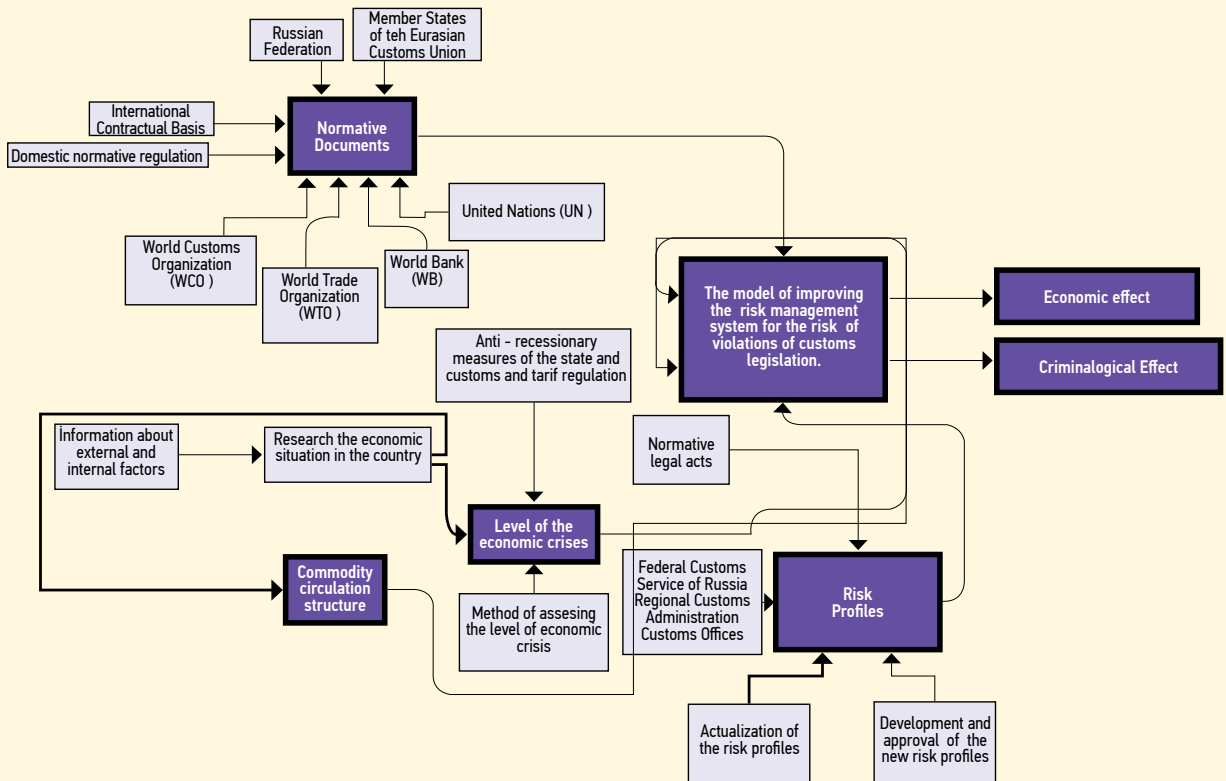 Russian
Federation
Member States
of teh Eurasian
Customs Union
International
Contractual Basis
Domestic normative regulation
Normative
Documents
World Customs
Organization
(WCO )
World Trade
Organization
(WTO )
World Bank
(WB)
United Nations (UN )
The model of improving
the risk management
system for the risk of
violations of customs
legislation.
Economic effect
Criminalogical Effect
Anti - recessionary
measures of the state and
customs and tarif regulation
Information about
external and
internal factors
Research the economic
situation in the country
Normative
legal acts
Level of the
economic crises
Commodity
circulation
structure
Method of assesing
the level of economic
crisis
Federal Customs
Service of Russia
Regional Customs
Administration
Customs Offices
Risk
Profiles
Actualization of
the risk profiles
Development and
approval of the
new risk profiles